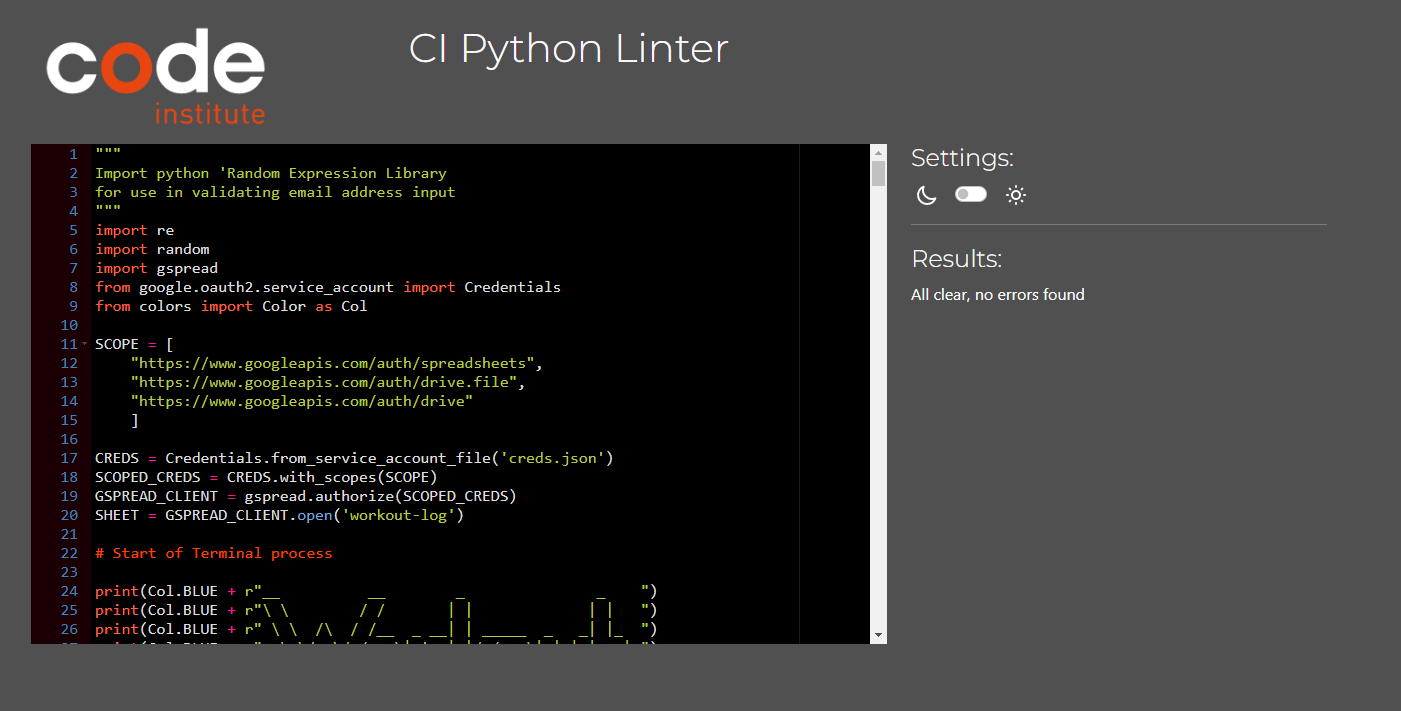 code
institute
CI Python Linter
1 """
2 Import python 'Random Expression Library
3 for use in validating email address input
4 """
5 import re
6 import random
7 import gspread
8 from google.oauth2.service_account import Credentials
9 from colors import Color as Col
10
11 SCOPE = [
12     "https://www.googleapis.com/auth/spreadsheets",
13     "https://www.googleapis.com/auth/drive.file",
14     "https://www.googleapis.com/auth/drive"
15     ]
16
17 CREDS = Credentials.from_service_account_file('creds.json')
18 SCOPED_CREDS = CREDS.with_scopes(SCOPE)
19 GSPREAD_CLIENT = gspread.authorize(SCOPED_CREDS)
20 SHEET = GSPREAD_CLIENT.open('workout-log')
21
22 # Start of Terminal process
23
24 print(Col.BLUE + r"__          __        _               _    ")
25 print(Col.BLUE + r"\ \        / /       | |             | |   ")
26 print(Col.BLUE + r" \ \  /\  / /__  _ __| | _____  _   _| |_  ")
Settings:
Results:
All clear, no errors found